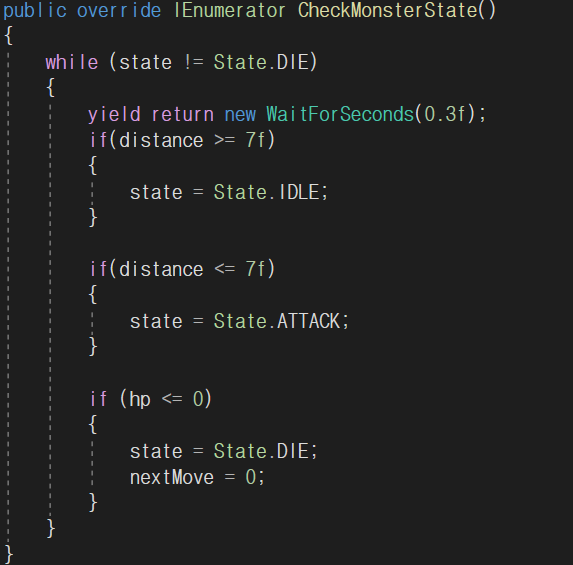 public override IEnumerator CheckMonsterState()
{
    while (state != State.DIE)
    {
        yield return new WaitForSeconds(0.3f);
        if(distance >= 7f)
        {
            state = State.IDLE;
        }

        if(distance <= 7f)
        {
            state = State.ATTACK;
        }

        if (hp <= 0)
        {
            state = State.DIE;
            nextMove = 0;
        }
    }
}